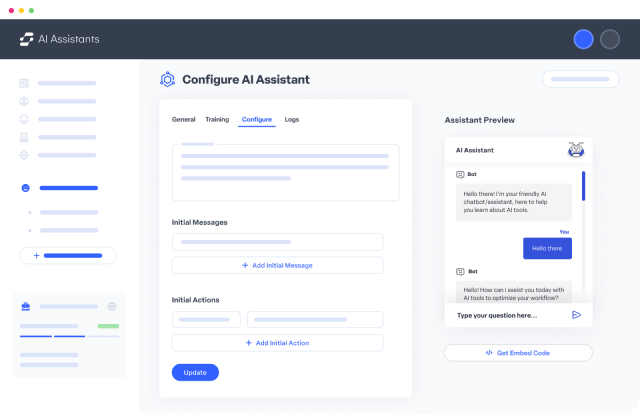 AI Assistants
Configure AI Assistant
General Training Configure Logs
Initial Messages
+ Add Initial Message
Initial Actions
+ Add Initial Action
Update
Assistant Preview
AI Assistant
Bot
Hello there! I'm your friendly AI
chatbot/assistant, here to help
you learn about AI tools.
You
Hello there
Bot
Hello! How can I assist you today with
AI tools to optimize your workflow?
Type your question here...
</> Get Embed Code